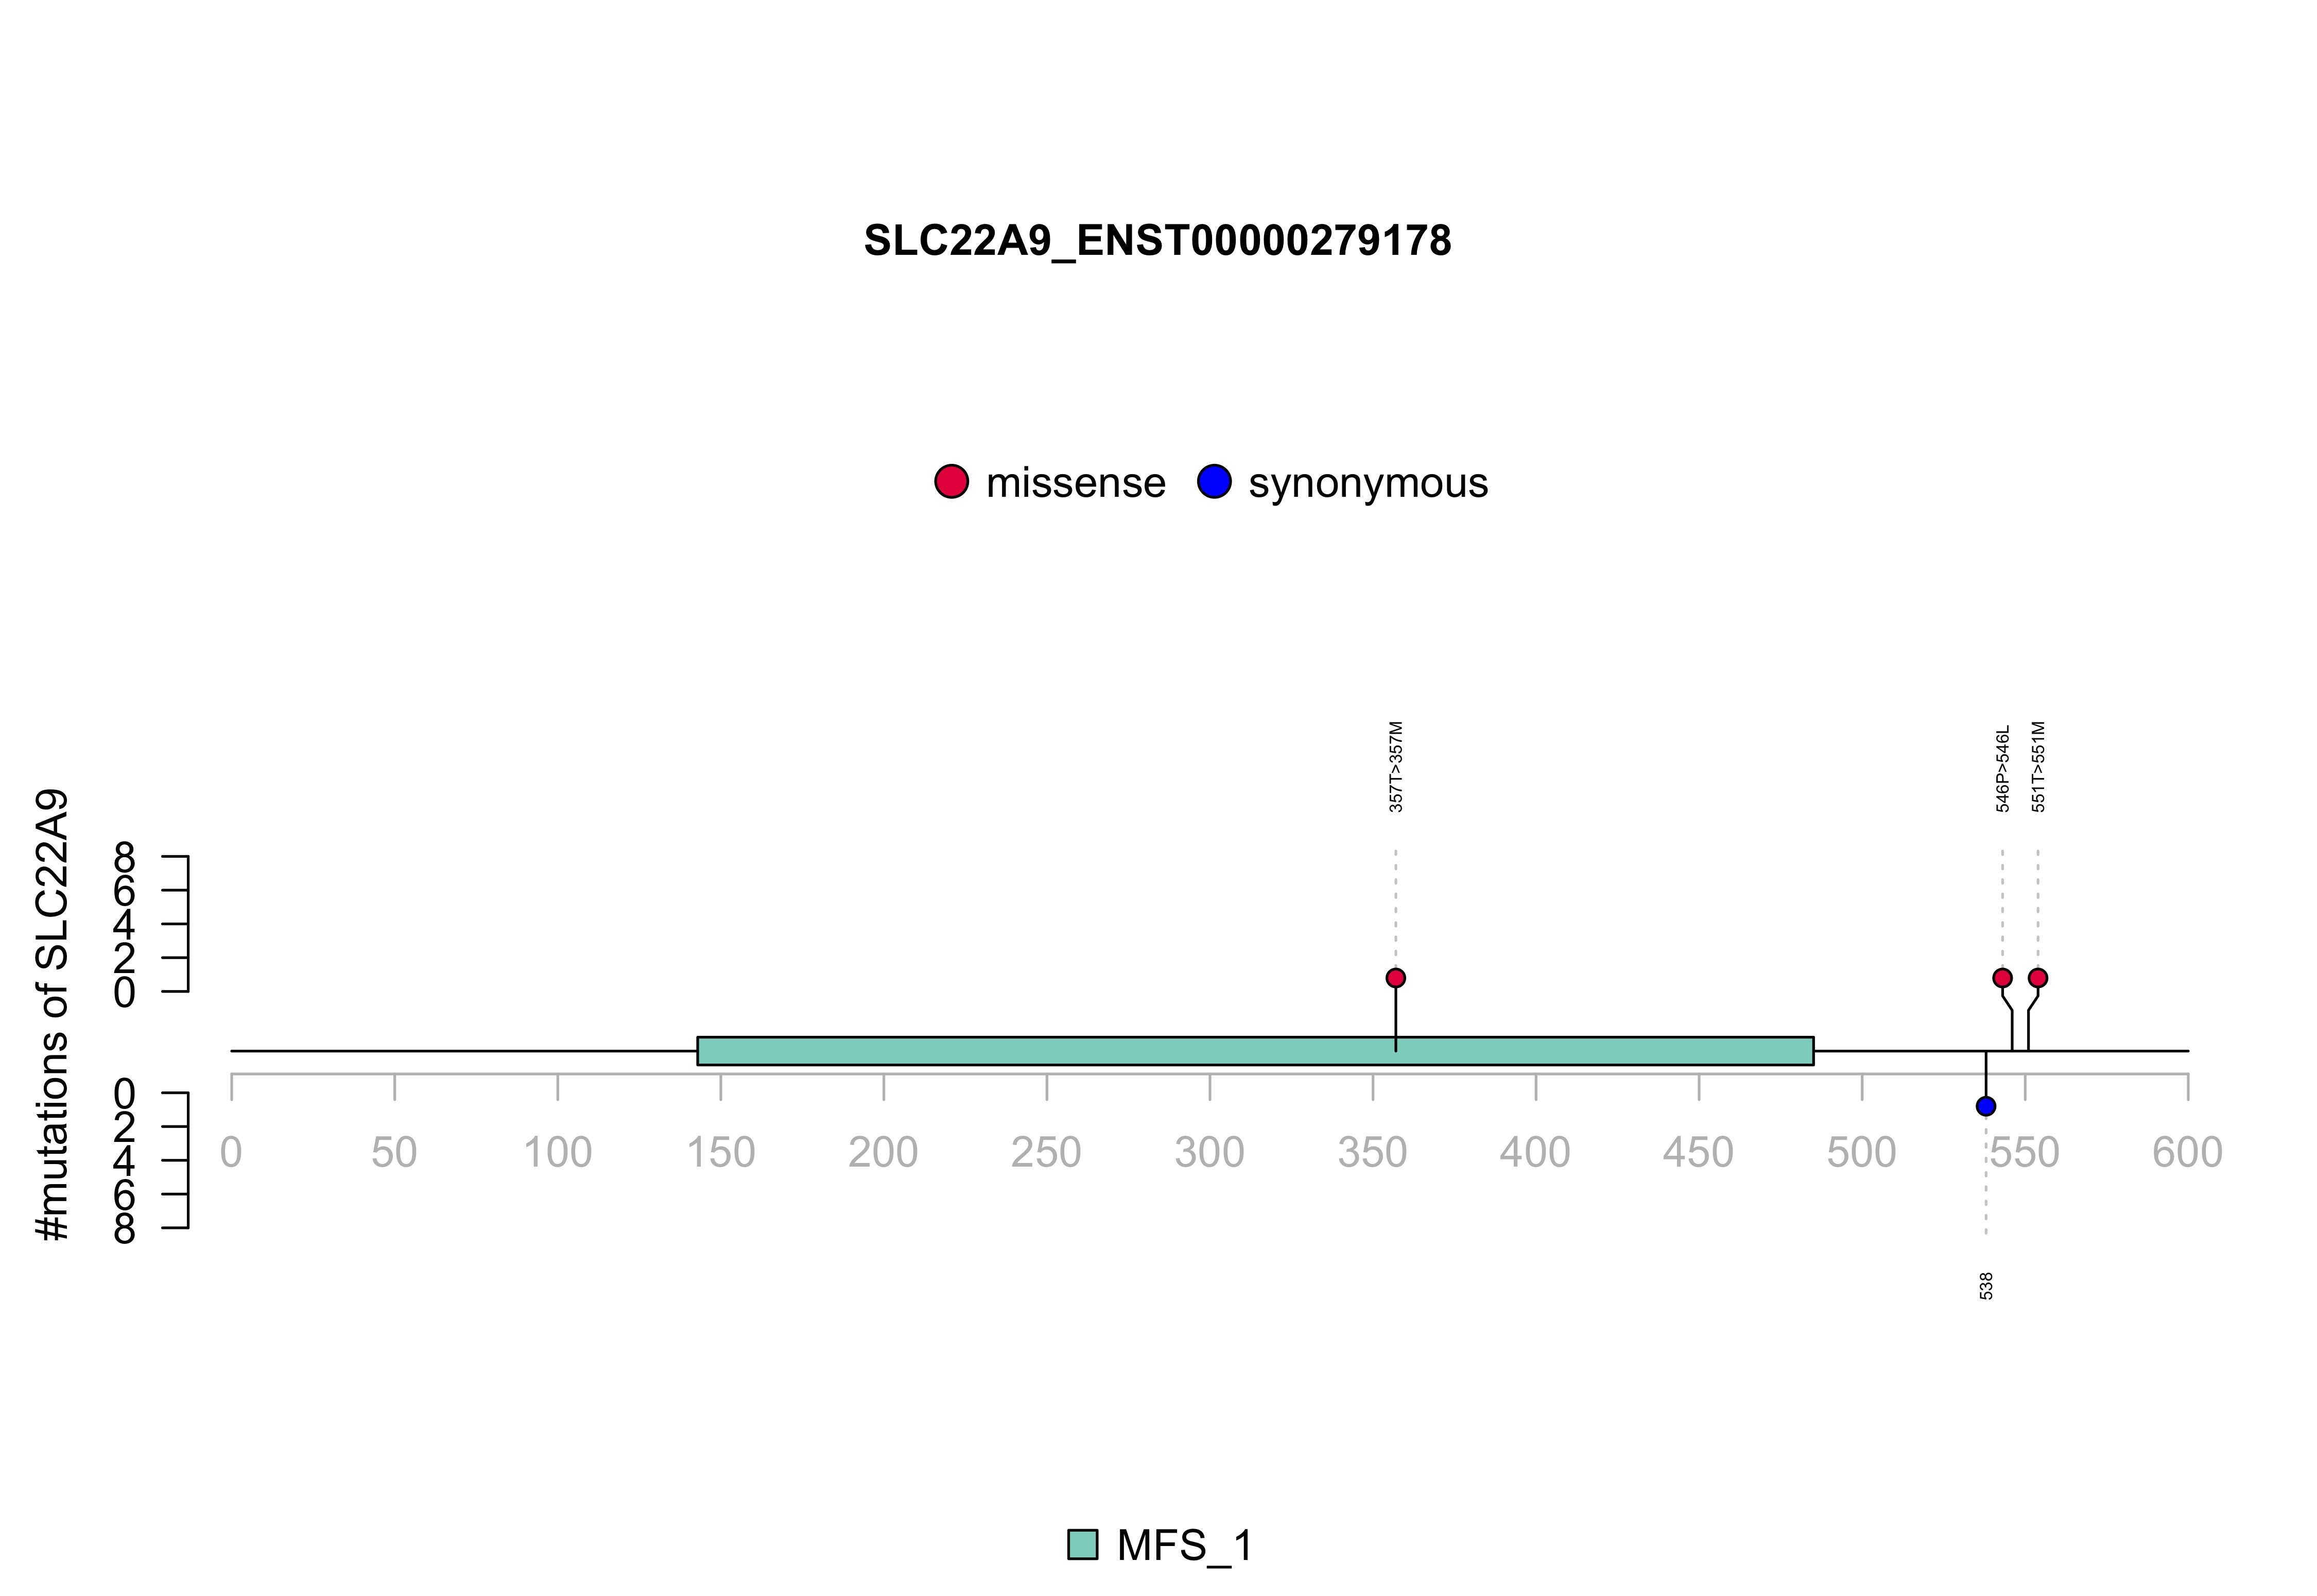 SLC22A9_ENST00000279178
missense synonymous
357T>357M
546P>546L
551T>551M
#mutations of SLC22A9
8
6
4
2
0
0
2
4
6
8
0 50 100 150 200 250 300 350 400 450 500 550 600
538
MFS_1